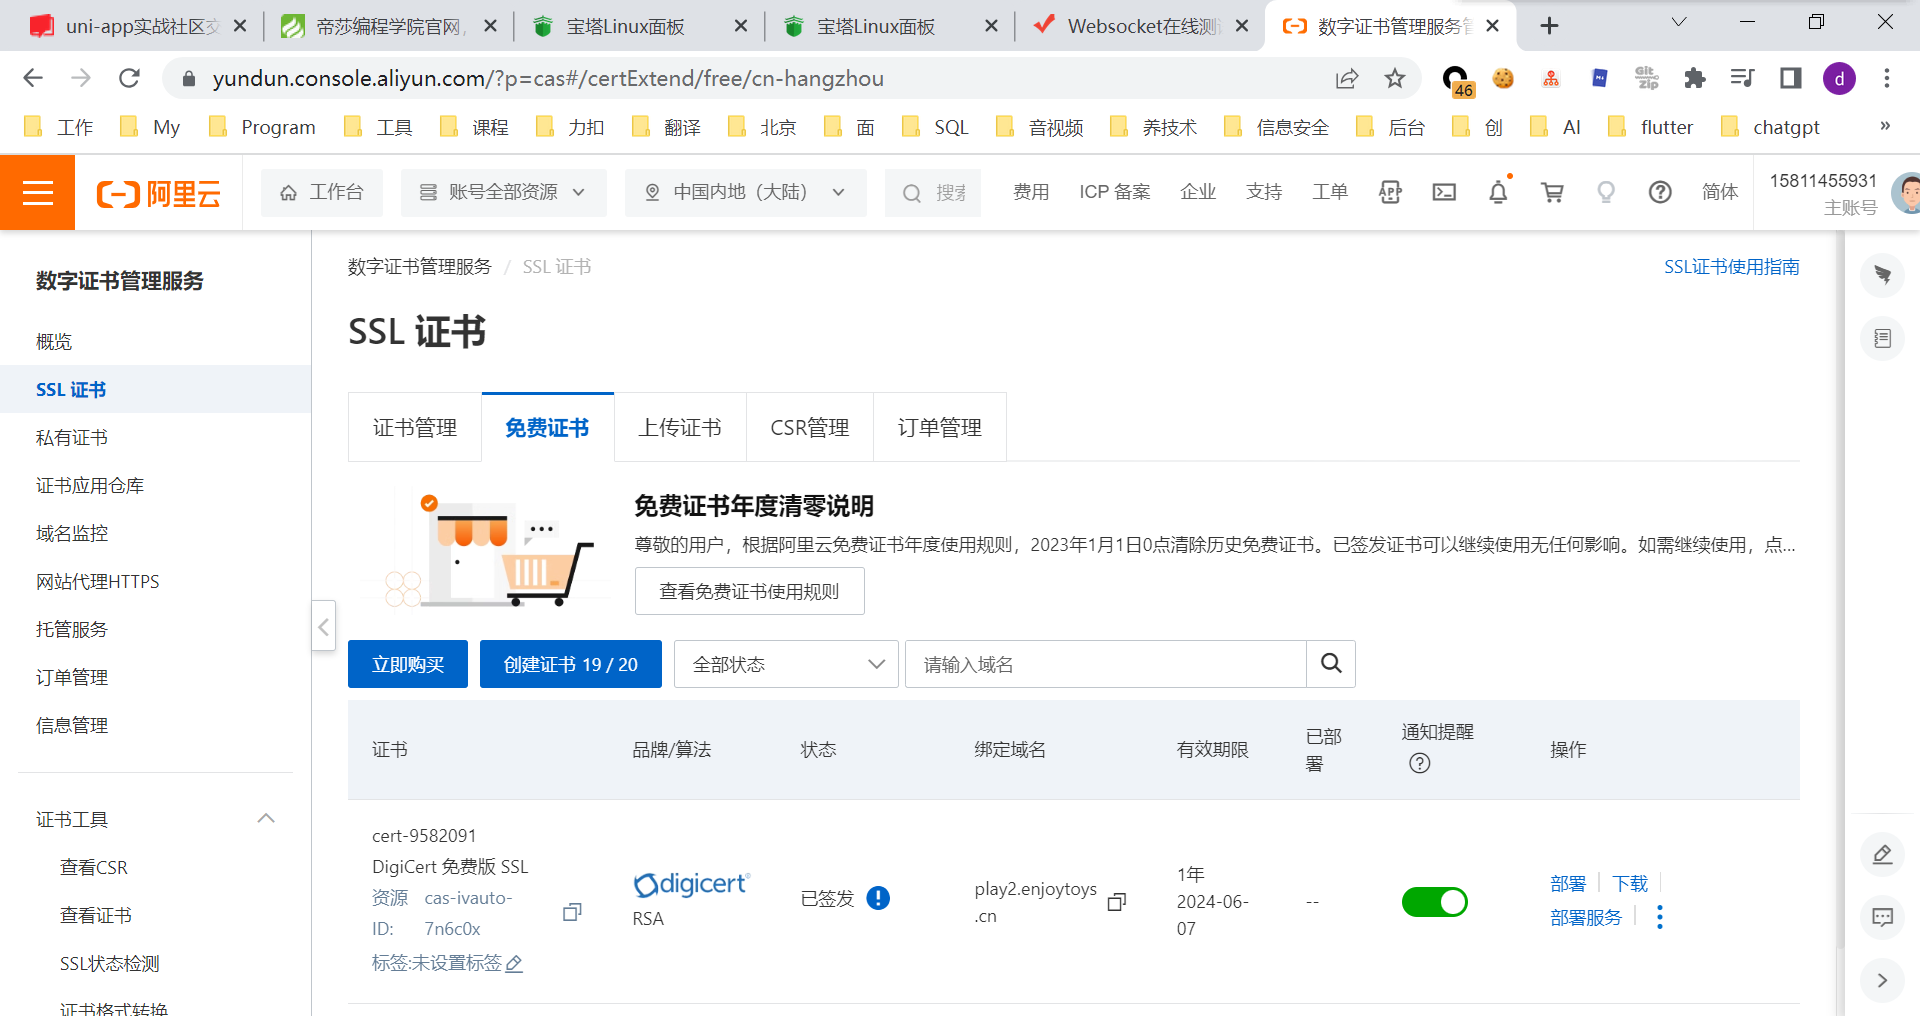 uni-app实战社区交
帝莎编程学院官网,
宝塔Linux面板
宝塔Linux面板
Websocket在线测
数字证书管理服务管
yundun.console.aliyun.com/?p=cas#/certExtend/free/cn-hangzhou
46
Git
Zip
d
工作
My
Program
工具
课程
力扣
翻译
北京
面
SQL
音视频
养技术
信息安全
后台
创
AI
flutter
chatgpt
»
阿里云
工作台
账号全部资源
中国内地（大陆）
搜索
费用
ICP 备案
企业
支持
工单
APP
简体
15811455931
主账号
数字证书管理服务
概览
SSL 证书
私有证书
证书应用仓库
域名监控
网站代理HTTPS
托管服务
订单管理
信息管理
证书工具
查看CSR
查看证书
SSL状态检测
证书格式转换
数字证书管理服务 / SSL 证书
SSL证书使用指南
SSL 证书
证书管理
免费证书
上传证书
CSR管理
订单管理
免费证书年度清零说明
尊敬的用户，根据阿里云免费证书年度使用规则，2023年1月1日0点清除历史免费证书。已签发证书可以继续使用无任何影响。如需继续使用，点...
查看免费证书使用规则
立即购买
创建证书 19 / 20
全部状态
请输入域名
证书
品牌/算法
状态
绑定域名
有效期限
已部
署
通知提醒
操作
cert-9582091
DigiCert 免费版 SSL
资源 cas-ivauto-
ID: 7n6c0x
标签:未设置标签
digicert
RSA
已签发
play2.enjoytoys
.cn
1年
2024-06-
07
--
部署
下载
部署服务